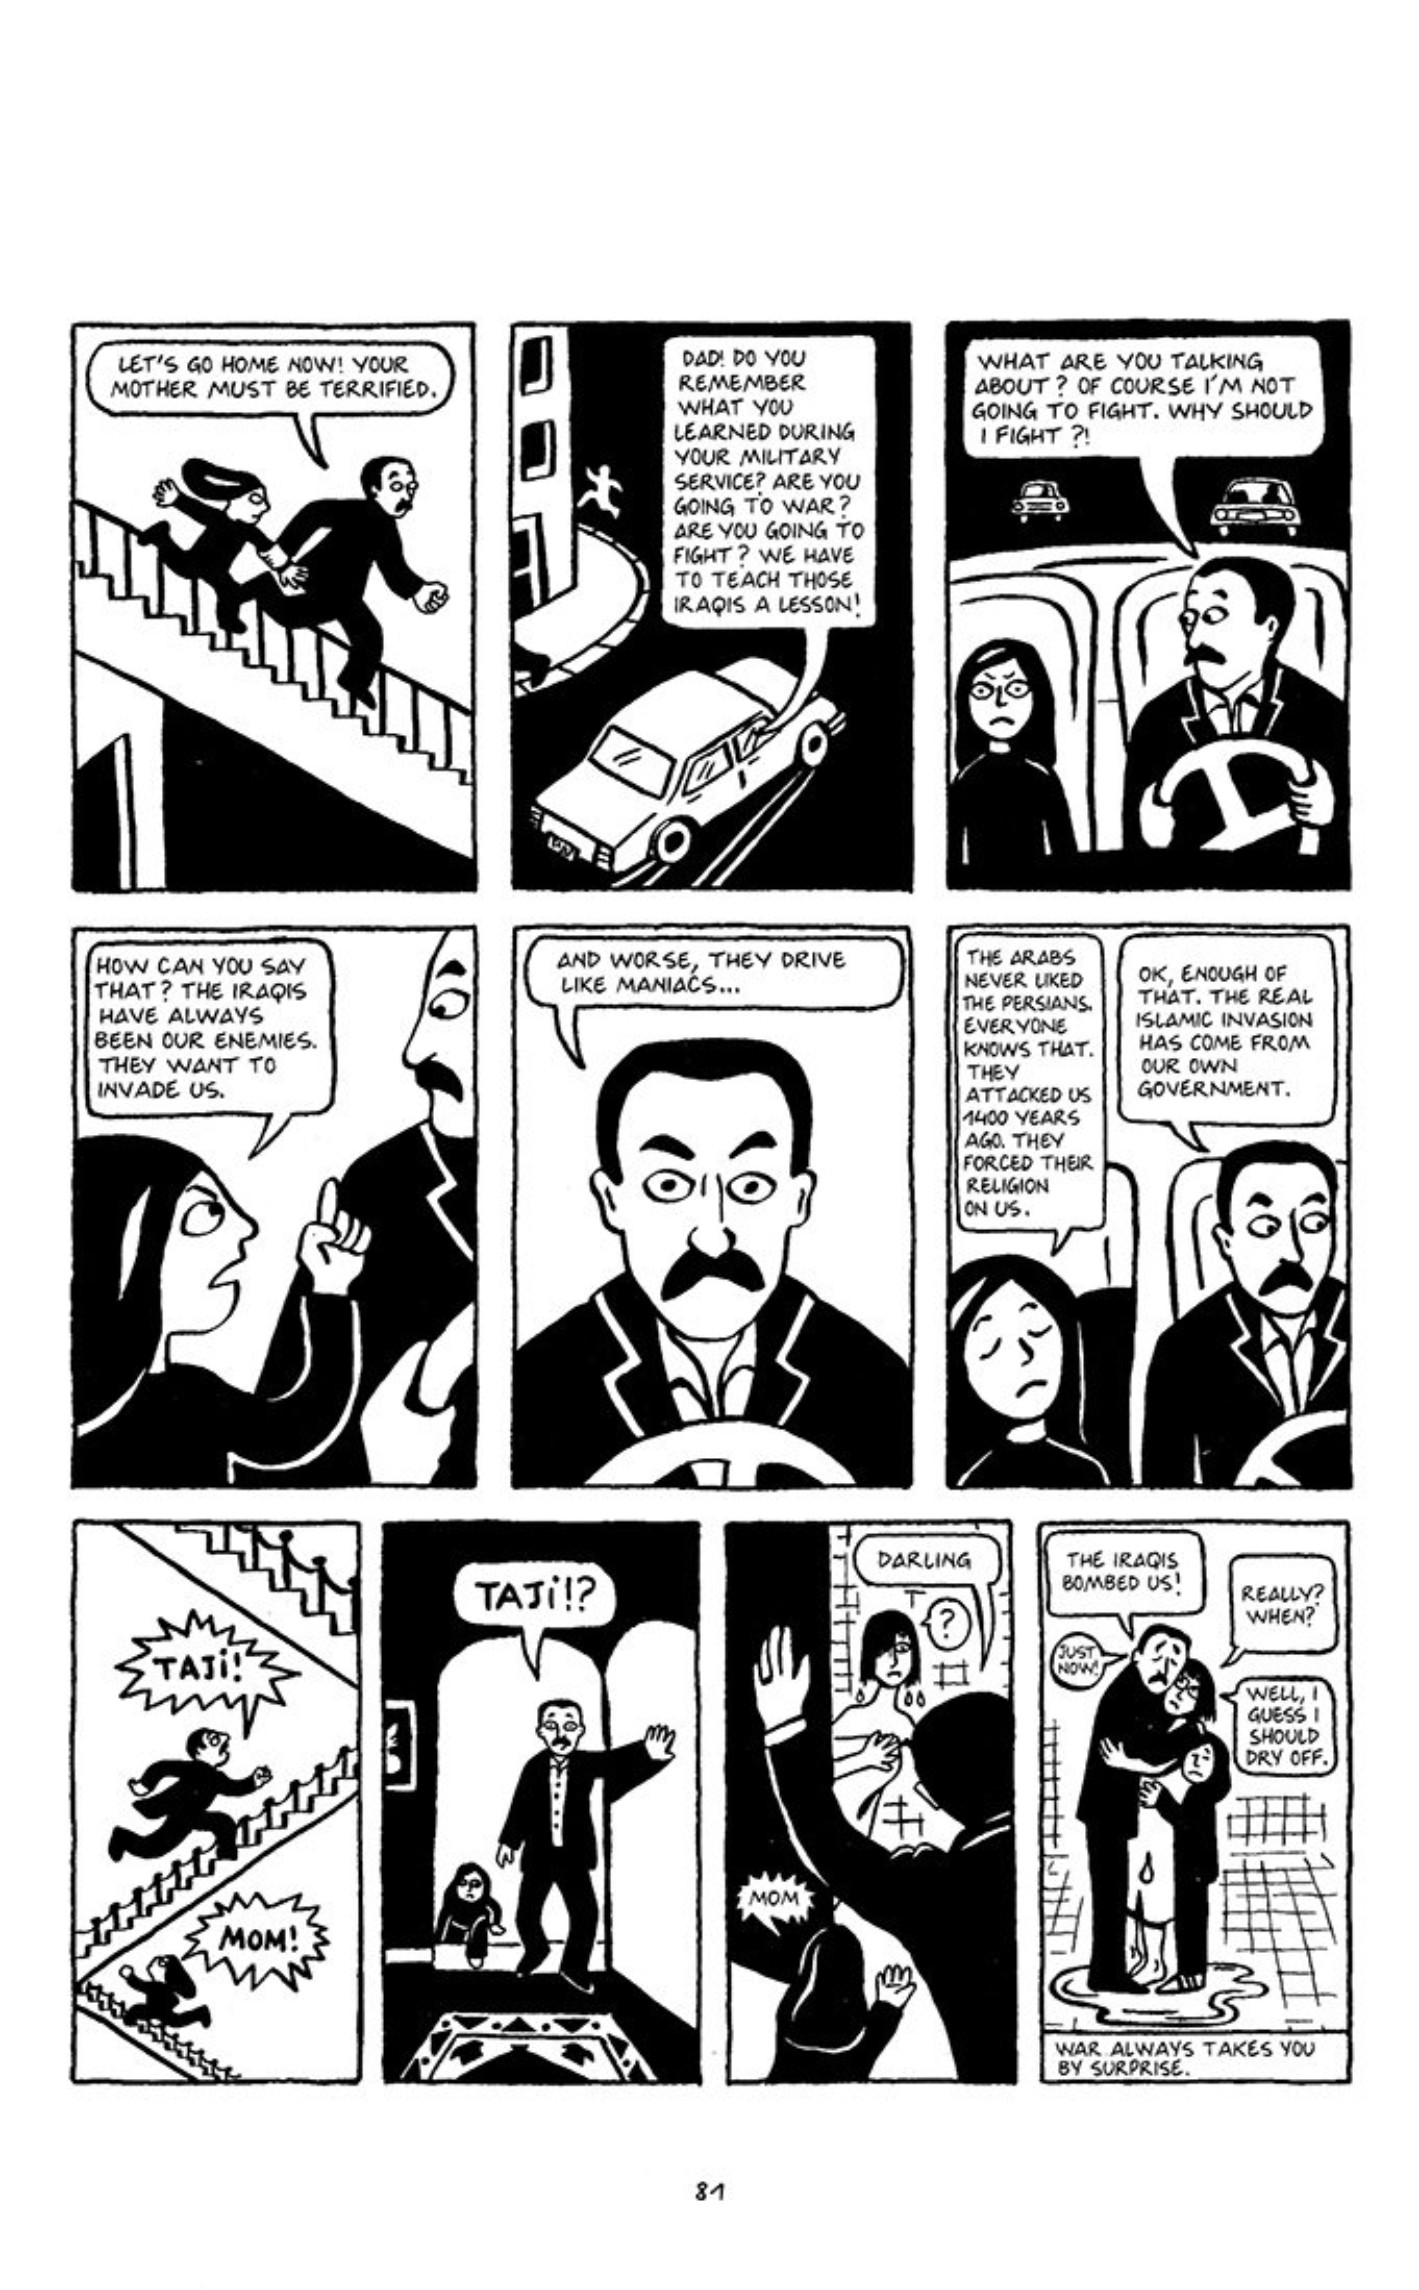 LET'S GO HOME NOW! YOUR
MOTHER MUST BE TERRIFIED.
DAD! DO YOU
REMEMBER
WHAT YOU
LEARNED DURING
YOUR MILITARY
SERVICE? ARE YOU
GOING TO WAR?
ARE YOU GOING TO
FIGHT? WE HAVE
TO TEACH THOSE
IRAQIS A LESSON!
WHAT ARE YOU TALKING
ABOUT? OF COURSE I'M NOT
GOING TO FIGHT. WHY SHOULD
I FIGHT?!
HOW CAN YOU SAY
THAT? THE IRAQIS
HAVE ALWAYS
BEEN OUR ENEMIES.
THEY WANT TO
INVADE US.
AND WORSE, THEY DRIVE
LIKE MANIACS...
THE ARABS
NEVER LIKED
THE PERSIANS.
EVERYONE
KNOWS THAT.
THEY
ATTACKED US
1400 YEARS
AGO. THEY
FORCED THEIR
RELIGION
ON US.
OK, ENOUGH OF
THAT. THE REAL
ISLAMIC INVASION
HAS COME FROM
OUR OWN
GOVERNMENT.
TAJI!
MOM!
TAJI!?
DARLING
?
MOM
THE IRAQIS
BOMBED US!
REALLY?
WHEN?
JUST
NOW!
WELL, I
GUESS I
SHOULD
DRY OFF.
WAR ALWAYS TAKES YOU
BY SURPRISE.
81